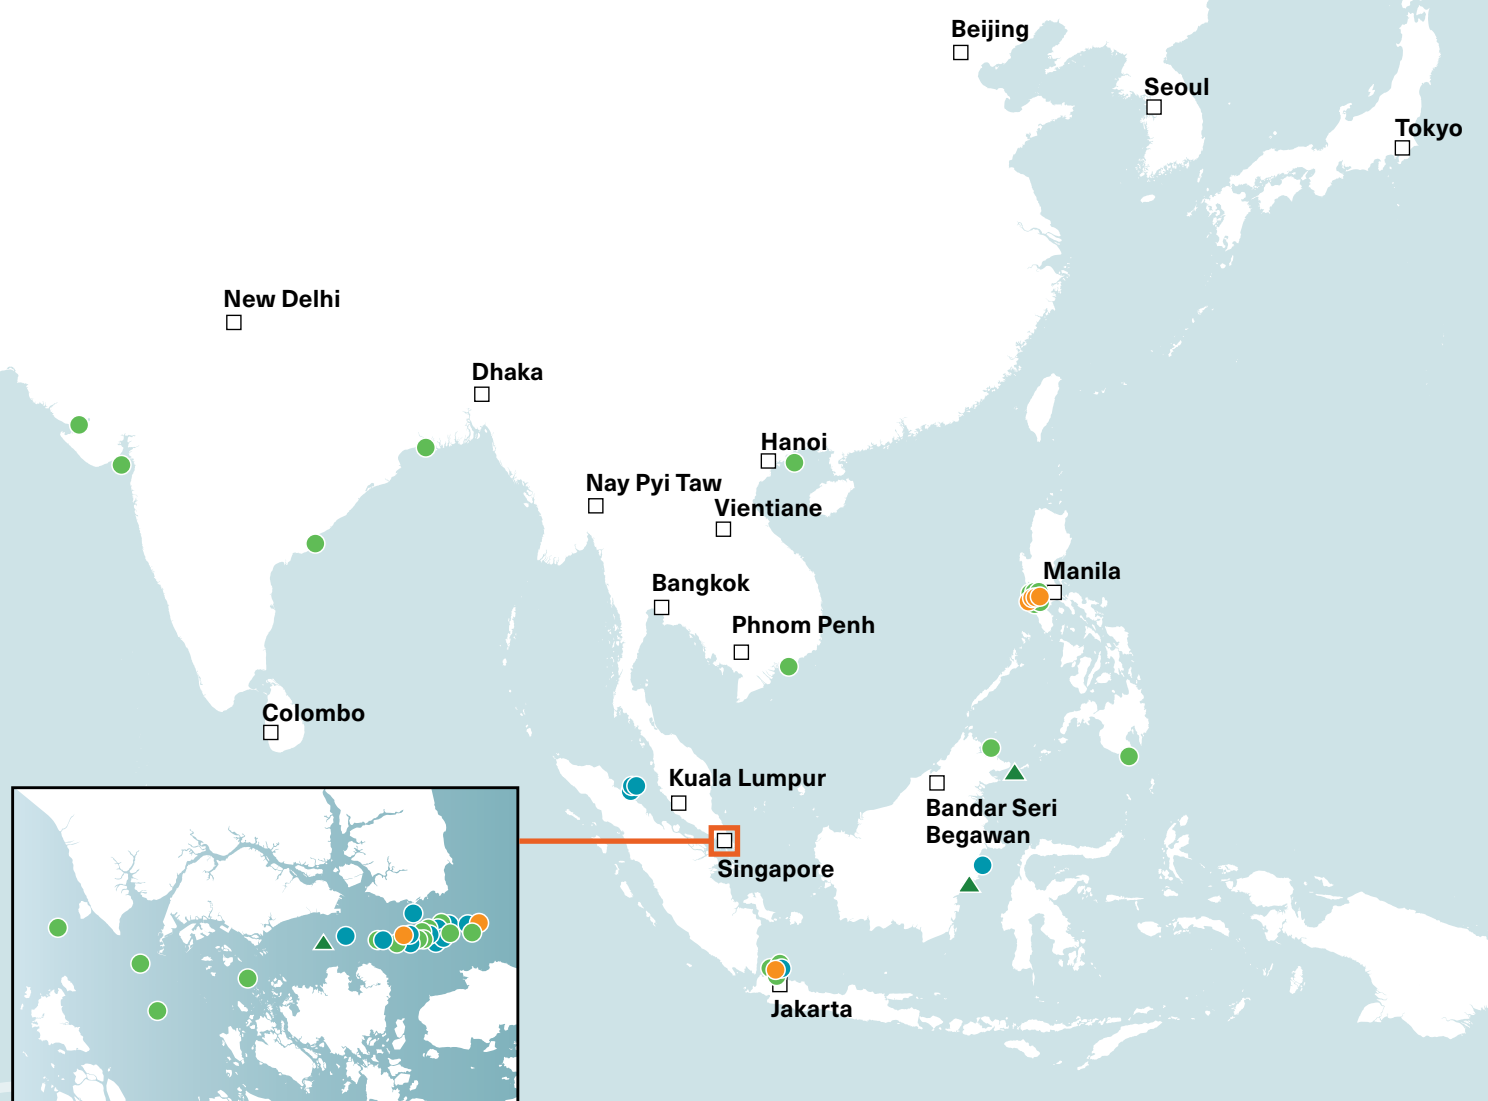 Beijing
Seoul
Tokyo
New Delhi
Dhaka
Hanoi
Nay Pyi Taw
Vientiane
Manila
Bangkok
Phnom Penh
Colombo
Kuala Lumpur
Bandar Seri
Begawan
Singapore
Jakarta